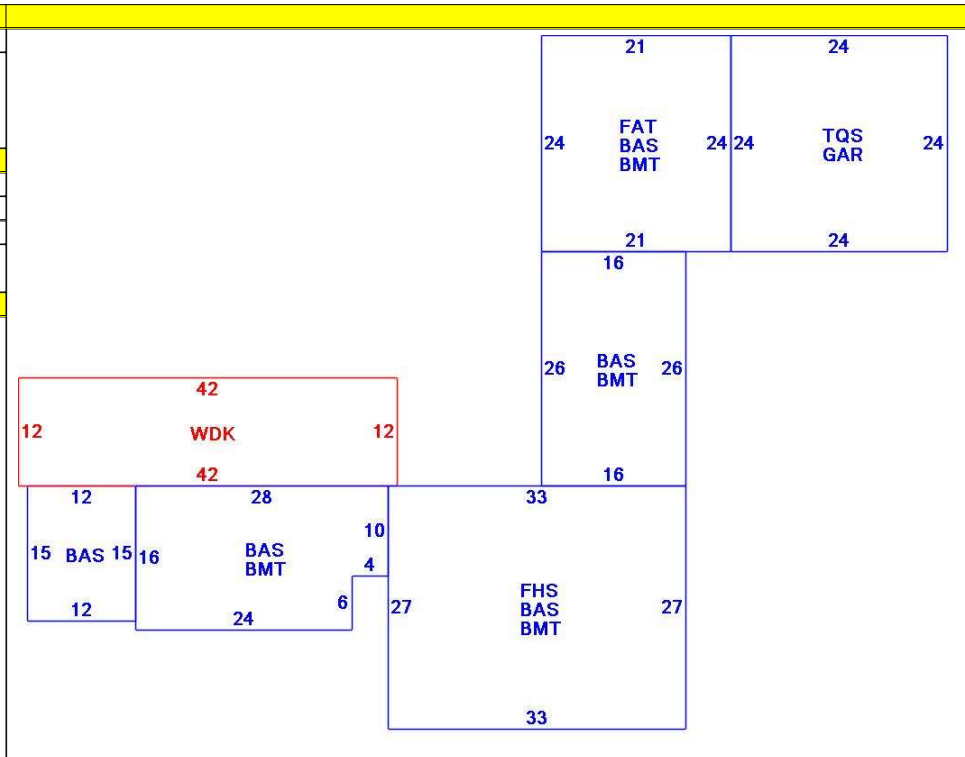 21 24
FAT
BAS
BMT
24 24 24 24
TQS
GAR
21 24
16
26 BAS
BMT 26
16
42
12 WDK 12
42
12 28 33
10
15 BAS 15 16 BAS
BMT
4
6
12 24
27 FHS
BAS
BMT 27
33